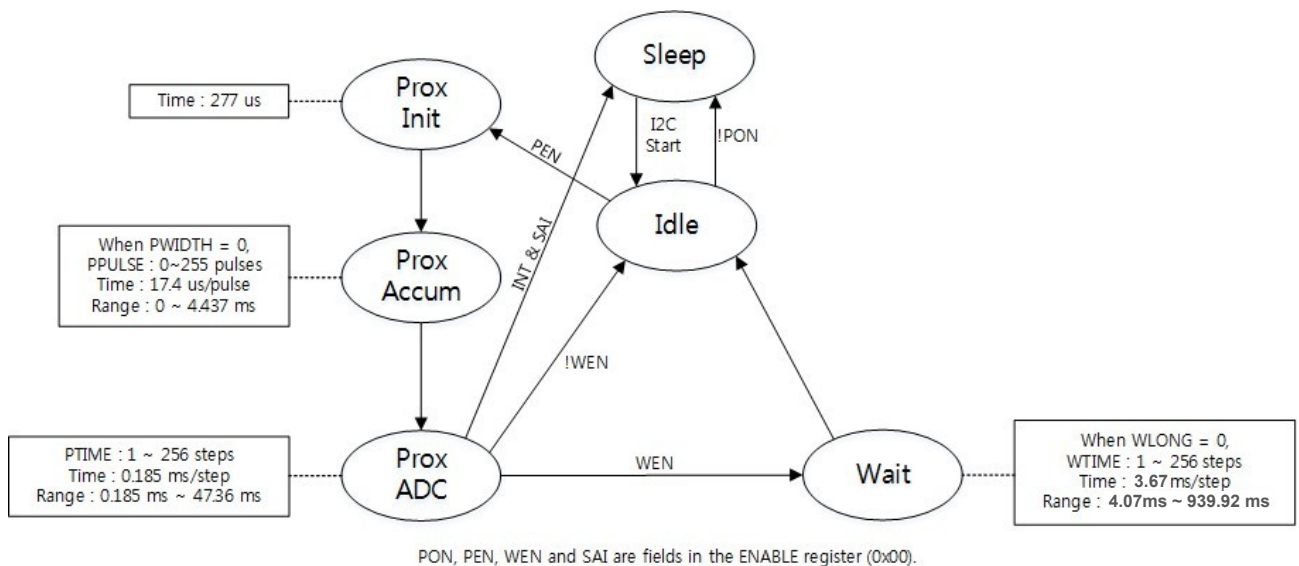 Sleep
Prox
Init
Time : 277 us
I2C
Start
!PON
PEN
Idle
INT & SAI
When PWIDTH = 0,
PPULSE : 0~255 pulses
Time : 17.4 us/pulse
Range : 0 ~ 4.437 ms
Prox
Accum
!WEN
PTIME : 1 ~ 256 steps
Time : 0.185 ms/step
Range : 0.185 ms ~ 47.36 ms
Prox
ADC
WEN
Wait
When WLONG = 0,
WTIME : 1 ~ 256 steps
Time : 3.67ms/step
Range : 4.07ms ~ 939.92 ms
PON, PEN, WEN and SAI are fields in the ENABLE register (0x00).